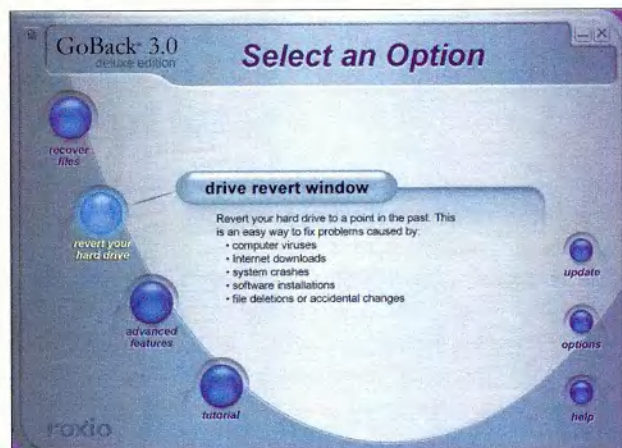 GoBack® 3.0
deluxe edition
Select an Option
recover
files
drive revert window
revert your
hard drive
Revert your hard drive to a point in the past. This
is an easy way to fix problems caused by:
• computer viruses
• Internet downloads
• system crashes
• software installations
• file deletions or accidental changes
advanced
features
tutorial
update
options
help
roxio